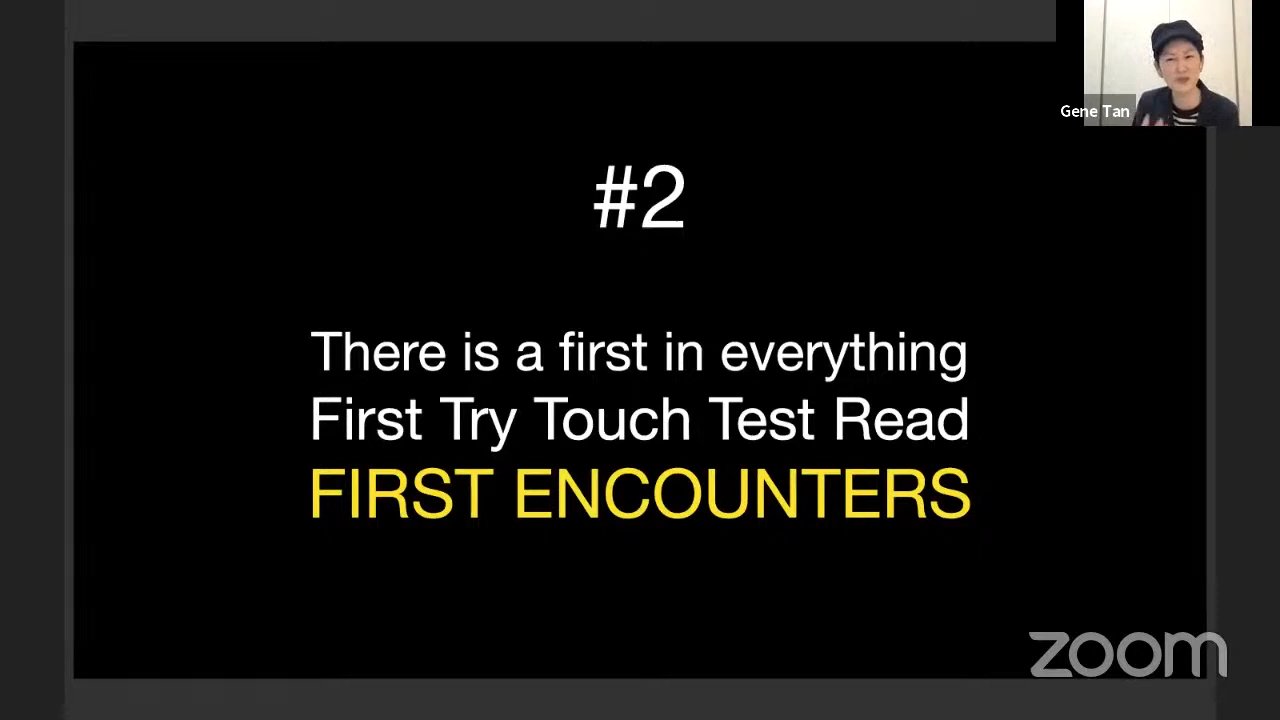 Gene Tan
#2
There is a first in everything
First Try Touch Test Read
FIRST ENCOUNTERS
zoom